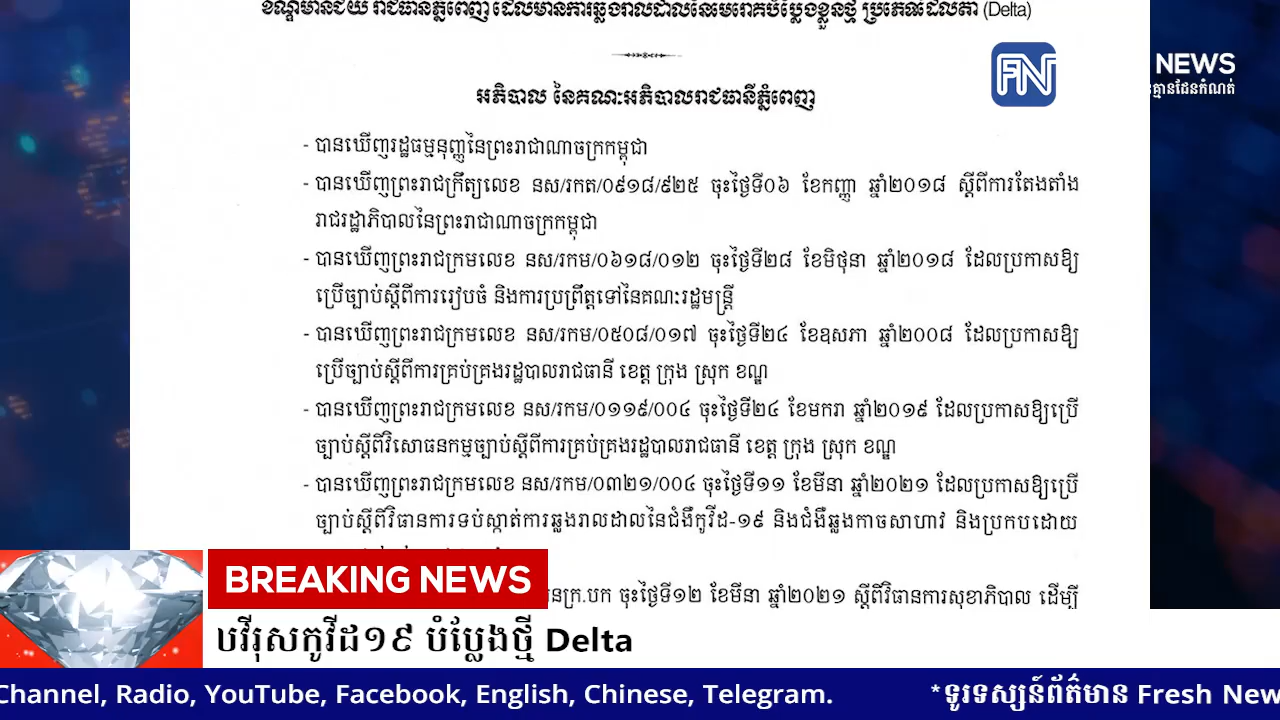 ខណ្ឌមានជ័យ រាជធានីភ្នំពេញ ដែលមានការឆ្លងរាលដាលនៃមេរោគបំប្លែងខ្លួនថ្មី ប្រភេទដែលតា (Delta)
FN
NEWS
គ្មានដែនកំណត់
អភិបាល នៃគណៈអភិបាលរាជធានីភ្នំពេញ
- បានឃើញរដ្ឋធម្មនុញ្ញនៃព្រះរាជាណាចក្រកម្ពុជា
- បានឃើញព្រះរាជក្រឹត្យលេខ នស/រកត/០៩១៨/៩២៥ ចុះថ្ងៃទី០៦ ខែកញ្ញា ឆ្នាំ២០១៨ ស្តីពីការតែងតាំង
រាជរដ្ឋាភិបាលនៃព្រះរាជាណាចក្រកម្ពុជា
- បានឃើញព្រះរាជក្រមលេខ នស/រកម/០៦១៨/០១២ ចុះថ្ងៃទី២៨ ខែមិថុនា ឆ្នាំ២០១៨ ដែលប្រកាសឱ្យ
ប្រើច្បាប់ស្តីពីការរៀបចំ និងការប្រព្រឹត្តទៅនៃគណៈរដ្ឋមន្ត្រី
- បានឃើញព្រះរាជក្រមលេខ នស/រកម/០៥០៨/០១៧ ចុះថ្ងៃទី២៤ ខែឧសភា ឆ្នាំ២០០៨ ដែលប្រកាសឱ្យ
ប្រើច្បាប់ស្តីពីការគ្រប់គ្រងរដ្ឋបាលរាជធានី ខេត្ត ក្រុង ស្រុក ខណ្ឌ
- បានឃើញព្រះរាជក្រមលេខ នស/រកម/០១១៩/០០៤ ចុះថ្ងៃទី២៤ ខែមករា ឆ្នាំ២០១៩ ដែលប្រកាសឱ្យប្រើ
ច្បាប់ស្តីពីវិសោធនកម្មច្បាប់ស្តីពីការគ្រប់គ្រងរដ្ឋបាលរាជធានី ខេត្ត ក្រុង ស្រុក ខណ្ឌ
- បានឃើញព្រះរាជក្រមលេខ នស/រកម/០៣២១/០០៤ ចុះថ្ងៃទី១១ ខែមីនា ឆ្នាំ២០២១ ដែលប្រកាសឱ្យប្រើ
ច្បាប់ស្តីពីវិធានការទប់ស្កាត់ការឆ្លងរាលដាលនៃជំងឺកូវីដ-១៩ និងជំងឺឆ្លងកាចសាហាវ និងប្រកបដោយ
BREAKING NEWS
នក្រ.បក ចុះថ្ងៃទី១២ ខែមីនា ឆ្នាំ២០២១ ស្តីពីវិធានការសុខាភិបាល ដើម្បី
វីរុសកូវីដ១៩ បំប្លែងថ្មី Delta
Channel, Radio, YouTube, Facebook, English, Chinese, Telegram. *ទូរទស្សន៍ព័ត៌មាន Fresh New